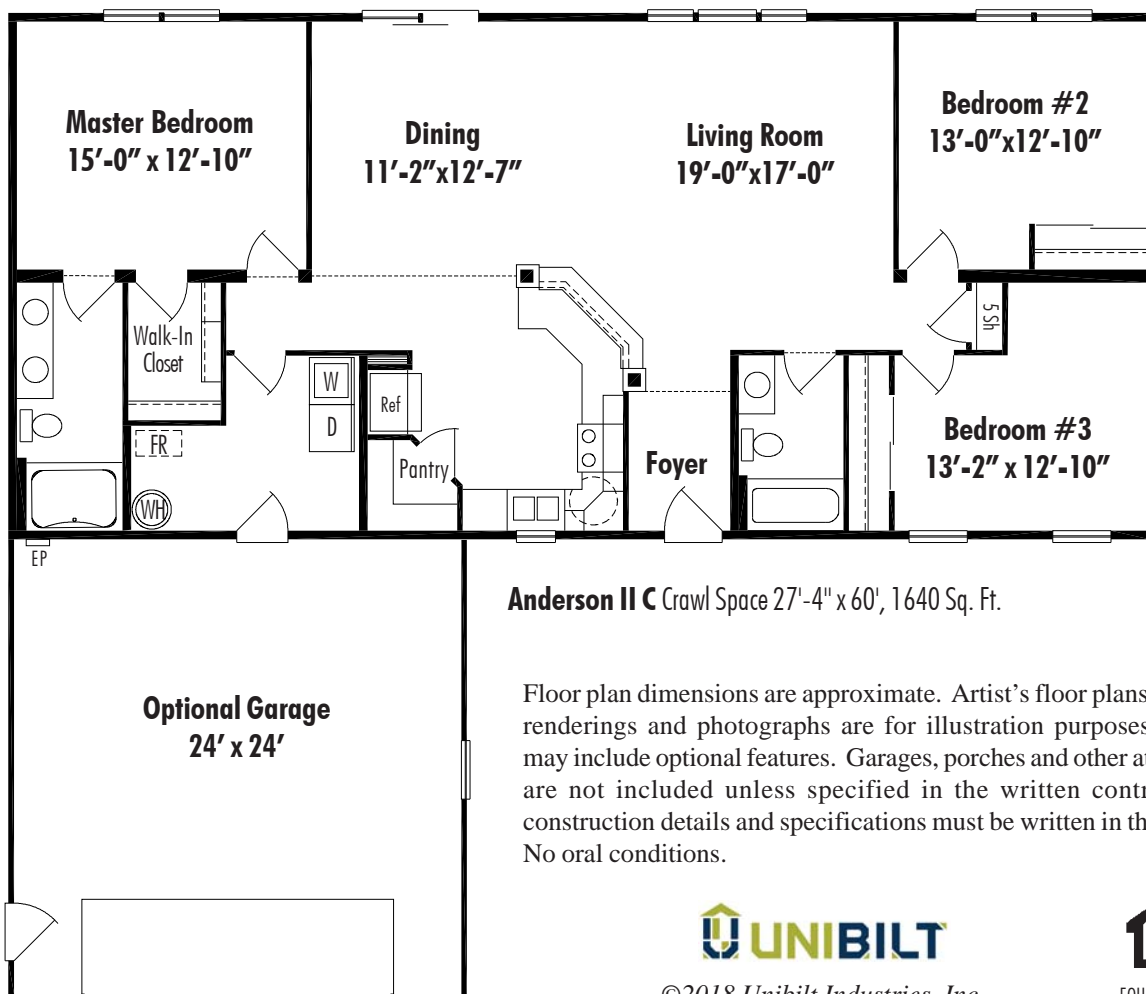 Master Bedroom
15′-0″ x 12′-10″
Dining
11′-2″x12′-7″
Living Room
19′-0″x17′-0″
Bedroom #2
13′-0″x12′-10″
Walk-In
Closet
W
D
Ref
Pantry
FR
WH
Foyer
5 Sh
Bedroom #3
13′-2″ x 12′-10″
EP
Anderson II C Crawl Space 27'-4" x 60', 1640 Sq. Ft.
Optional Garage
24′ x 24′
Floor plan dimensions are approximate. Artist’s floor plans
renderings and photographs are for illustration purposes
may include optional features. Garages, porches and other
are not included unless specified in the written
construction details and specifications must be written in
No oral conditions.
UNIBILT
©2018 Unibilt Industries, Inc.